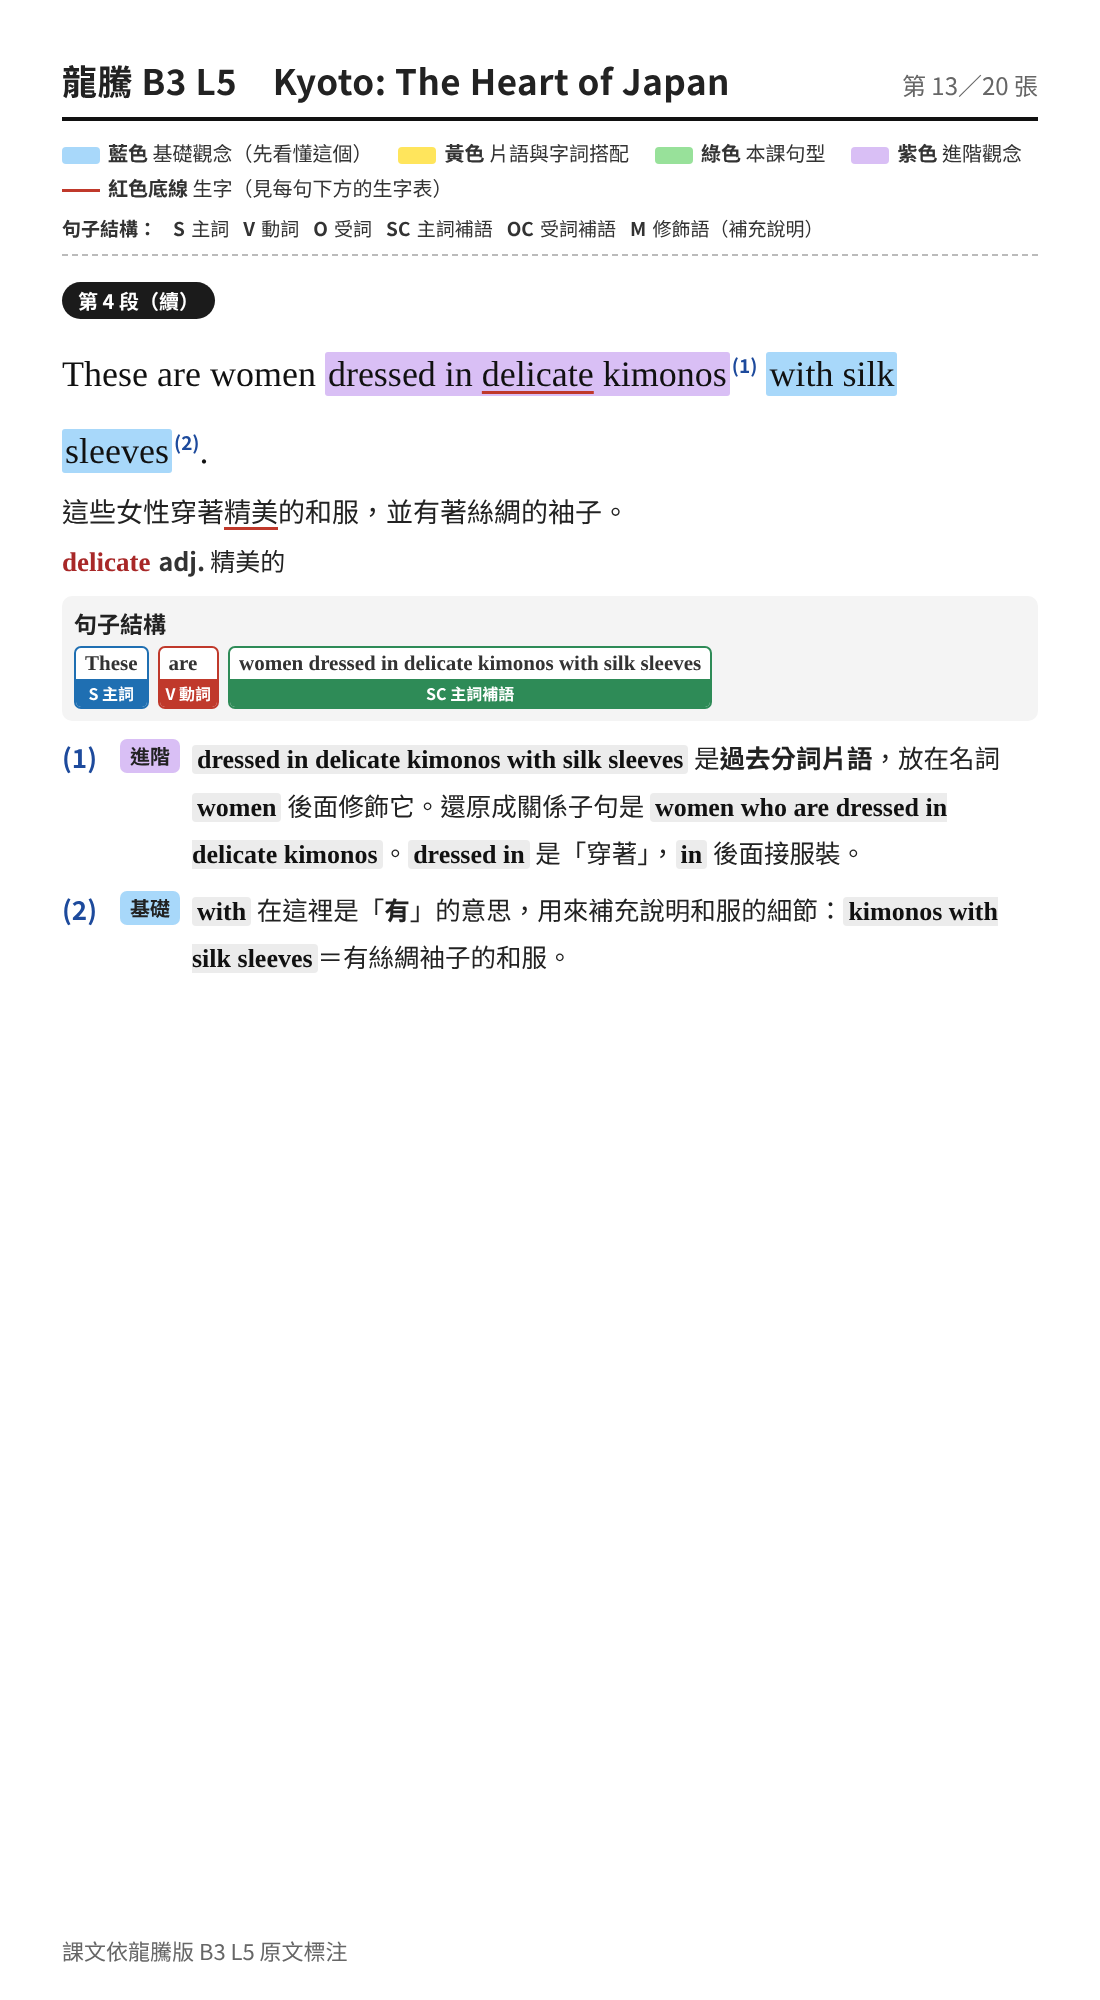 龍騰 B3 L5 Kyoto: The Heart of Japan 第 13／20 張
藍色 基礎觀念（先看懂這個） 黃色 片語與字詞搭配 綠色 本課句型 紫色 進階觀念
紅色底線 生字（見每句下方的生字表）
句子結構： S 主詞 V 動詞 O 受詞 SC 主詞補語 OC 受詞補語 M 修飾語（補充說明）
第 4 段（續）
These are women dressed in delicate kimonos(1) with silk
sleeves(2).
這些女性穿著精美的和服，並有著絲綢的袖子。
delicate adj. 精美的
句子結構
These are women dressed in delicate kimonos with silk sleeves
S 主詞 V 動詞 SC 主詞補語
(1) 進階 dressed in delicate kimonos with silk sleeves 是過去分詞片語，放在名詞
women 後面修飾它。還原成關係子句是 women who are dressed in
delicate kimonos 。dressed in 是「穿著」，in 後面接服裝。
(2) 基礎 with 在這裡是「有」的意思，用來補充說明和服的細節：kimonos with
silk sleeves＝有絲綢袖子的和服。
課文依龍騰版 B3 L5 原文標注